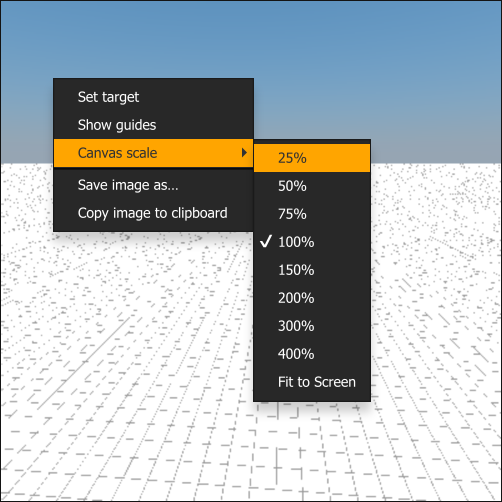 Set target
Show guides
Canvas scale
Save image as...
Copy image to clipboard
25%
50%
75%
100%
150%
200%
300%
400%
Fit to Screen